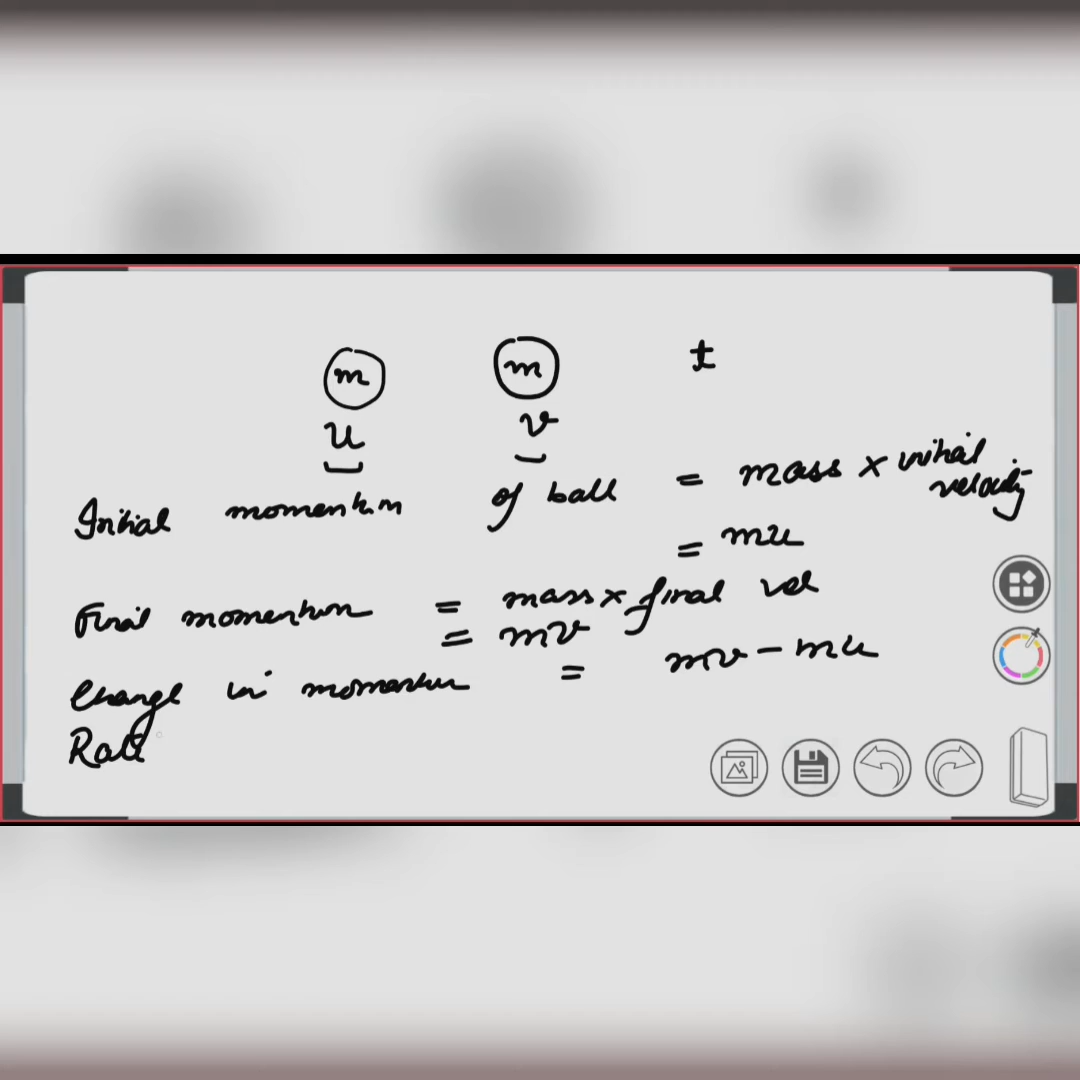 m m t
u v
Initial momentum of ball = mass × initial velocity
= mu
Final momentum = mass × final vel
= mv
Change in momentum = mv - mu
Rate